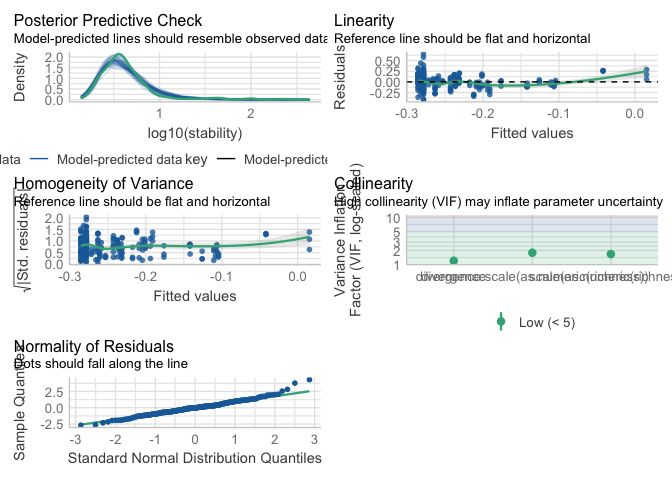 Posterior Predictive Check
Model-predicted lines should resemble observed data
Density
2.0
1.5
1.0
0.5
0.0
1
2
log10(stability)
data
Model-predicted data key
Model-predicte
Linearity
Reference line should be flat and horizontal
Residuals
0.50
0.25
0.00
-0.25
-0.3
-0.2
-0.1
0.0
Fitted values
Homogeneity of Variance
Reference line should be flat and horizontal
√|Std. residuals|
2.0
1.5
1.0
0.5
0.0
-0.3
-0.2
-0.1
0.0
Fitted values
Collinearity
High collinearity (VIF) may inflate parameter uncertainty
Variance Inflation
Factor (VIF, log-scaled)
10
5
3
2
1
divergence
Low (< 5)
Normality of Residuals
Dots should fall along the line
Sample Quantiles
2.5
0.0
-2.5
-3
-2
-1
0
1
2
3
Standard Normal Distribution Quantiles